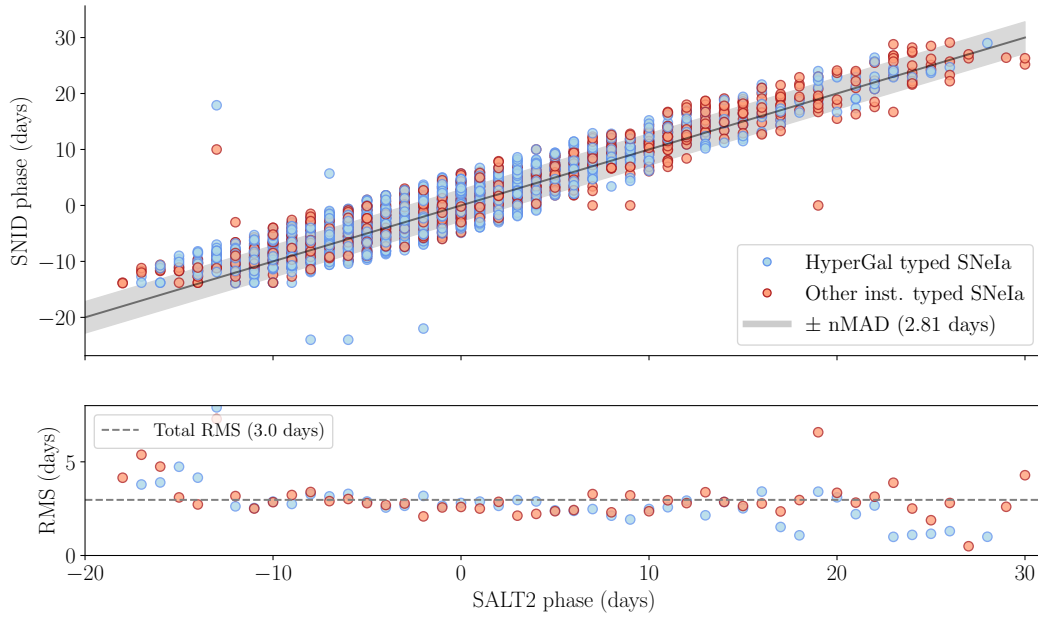 30
20
10
0
−10
−20
SNID phase (days)
HyperGal typed SNeIa
Other inst. typed SNeIa
± nMAD (2.81 days)
Total RMS (3.0 days)
5
0
RMS (days)
−20 −10 0 10 20 30
SALT2 phase (days)